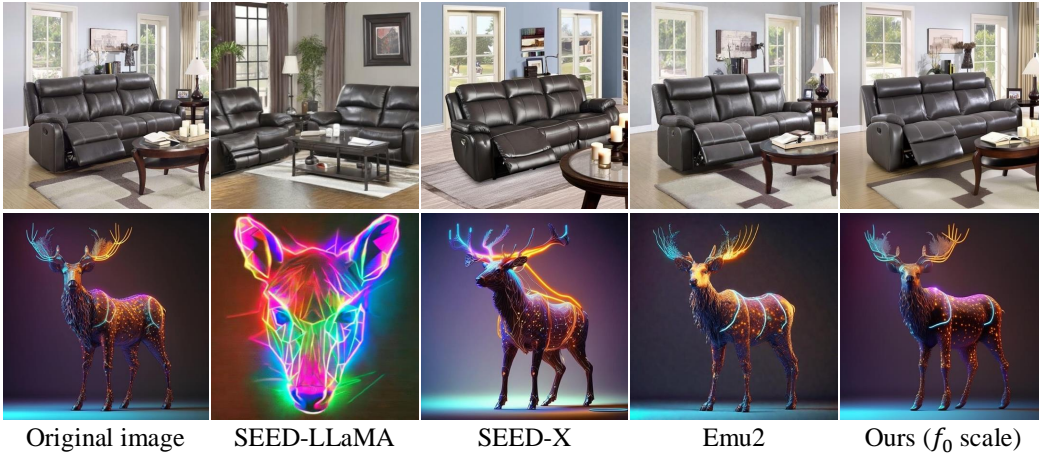 Original image
SEED-LLaMA
SEED-X
Emu2
Ours (f₀ scale)